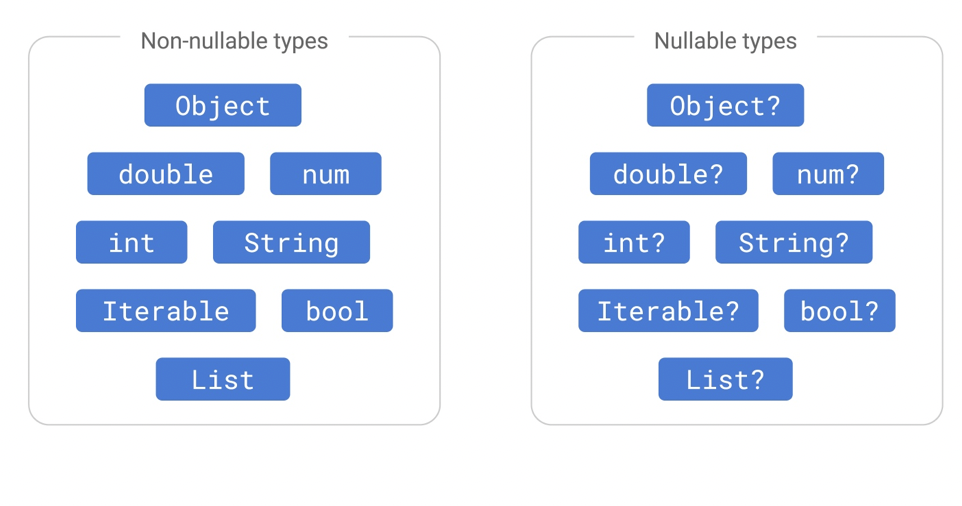 Non-nullable types
Object
double num
int String
Iterable bool
List
Nullable types
Object?
double? num?
int? String?
Iterable? bool?
List?